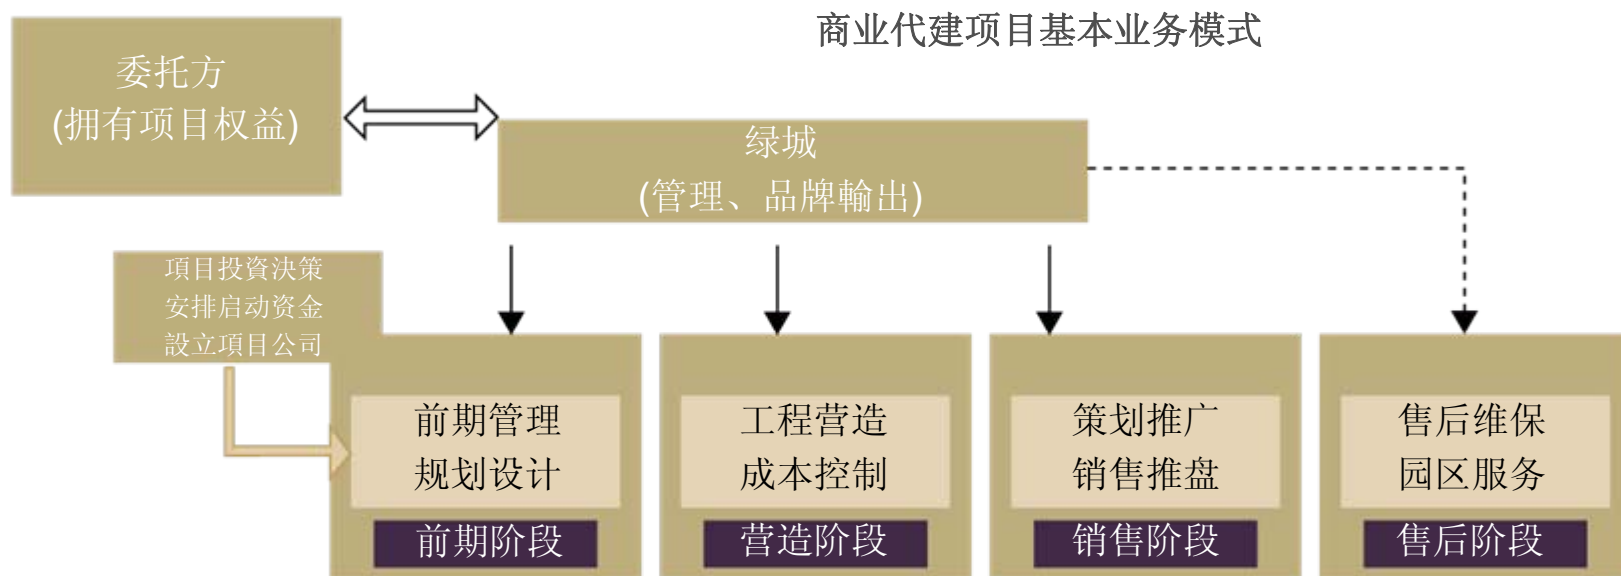 商业代建项目基本业务模式
委托方
(拥有项目权益)
绿城
(管理、品牌輸出)
項目投資決策
安排启动资金
設立項目公司
前期管理
规划设计
前期阶段
工程营造
成本控制
营造阶段
策划推广
销售推盘
销售阶段
售后维保
园区服务
售后阶段